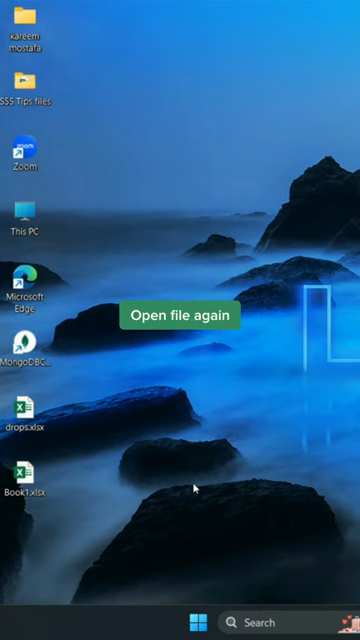 kareem
mostafa
SSS Tips files
zoom
Zoom
This PC
Microsoft
Edge
MongoDBC...
drops.xlsx
Book1.xlsx
Open file again
Search